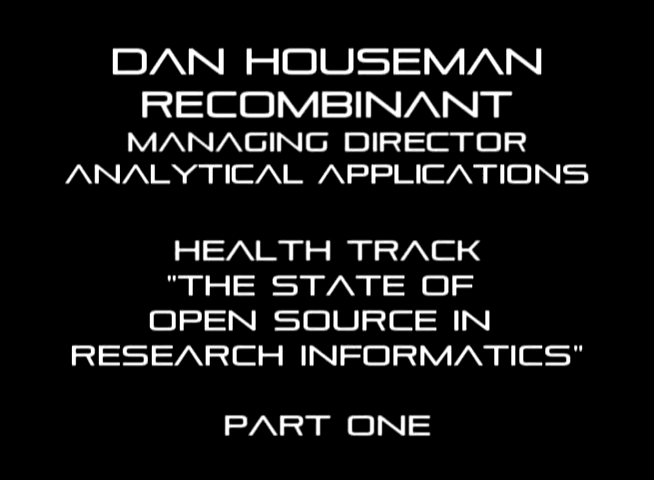 DAN HOUSEMAN
RECOMBINANT
MANAGING DIRECTOR
ANALYTICAL APPLICATIONS
HEALTH TRACK
"THE STATE OF
OPEN SOURCE IN
RESEARCH INFORMATICS"
PART ONE